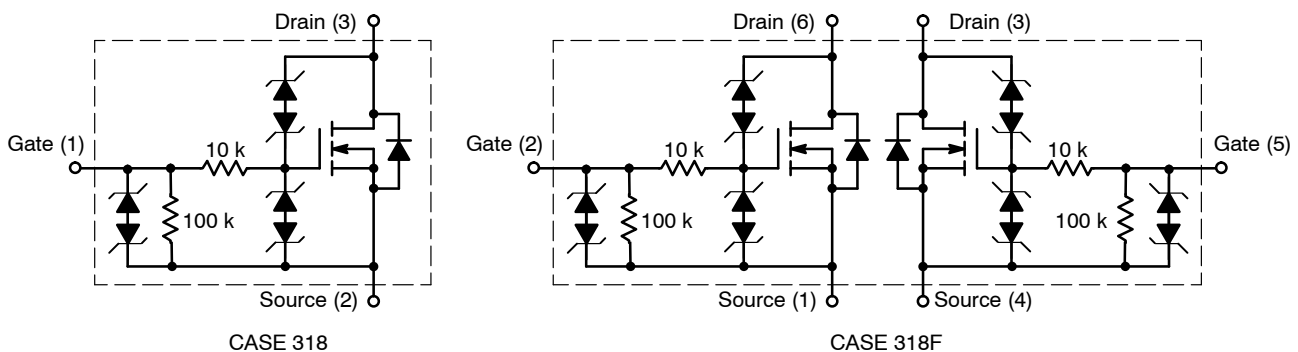 Drain (3)
Drain (6)
Drain (3)
Gate (1)
10 k
100 k
Gate (2)
10 k
100 k
10 k
100 k
Gate (5)
Source (2)
Source (1)
Source (4)
CASE 318
CASE 318F